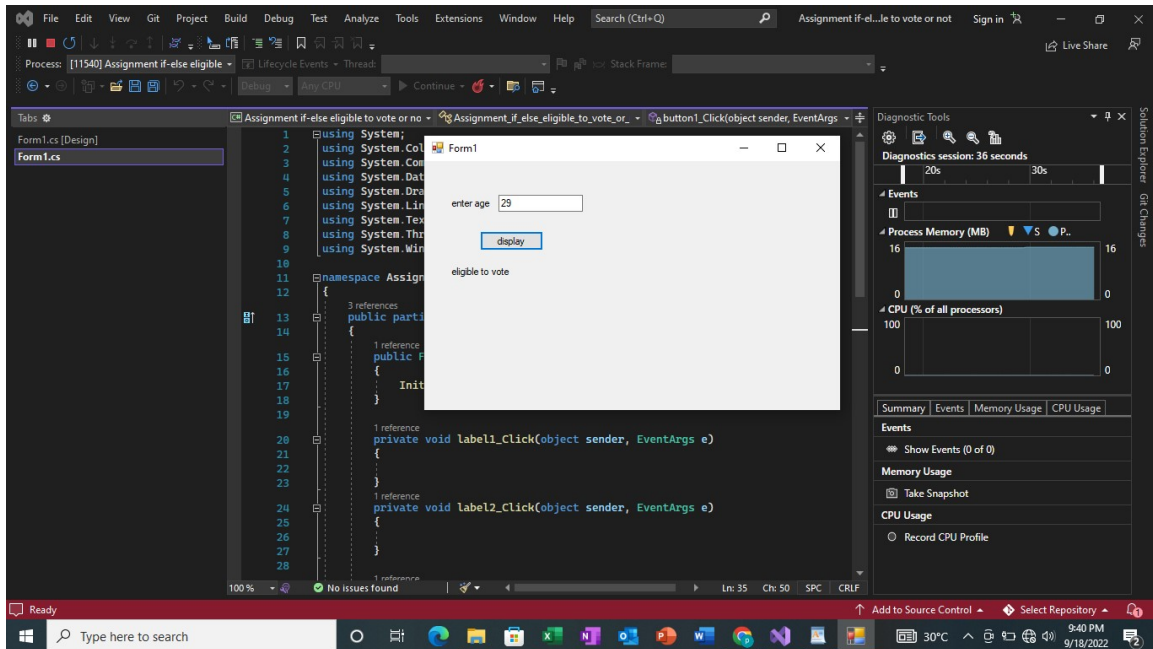 File Edit View Git Project Build Debug Test Analyze Tools Extensions Window Help Search (Ctrl+Q) Assignment if-el...le to vote or not Sign in
Live Share
Process: [11540] Assignment if-else eligible Lifecycle Events Thread: Stack Frame:
Debug Any CPU Continue
Tabs
Form1.cs [Design]
Form1.cs
Assignment if-else eligible to vote or no Assignment_if_else_eligible_to_vote_or_ button1_Click(object sender, EventArgs
1 using System;
2 using System.Col
3 using System.Com
4 using System.Dat
5 using System.Dra
6 using System.Lin
7 using System.Tex
8 using System.Thr
9 using System.Win
10
11 namespace Assign
12 {
3 references
13 public parti
14 {
1 reference
15 public F
16 {
17 Init
18 }
19
1 reference
20 private void label1_Click(object sender, EventArgs e)
21 {
22
23 }
1 reference
24 private void label2_Click(object sender, EventArgs e)
25 {
26
27 }
28
1 reference
100 % No issues found Ln: 35 Ch: 50 SPC CRLF
Form1
enter age 29
display
eligible to vote
Diagnostic Tools
Diagnostics session: 36 seconds
20s 30s
Events
Process Memory (MB) S P..
16 16
0 0
CPU (% of all processors)
100 100
0 0
Summary Events Memory Usage CPU Usage
Events
Show Events (0 of 0)
Memory Usage
Take Snapshot
CPU Usage
Record CPU Profile
Solution Explorer
Git Changes
Ready Add to Source Control Select Repository
Type here to search 30°C 9:40 PM
9/18/2022